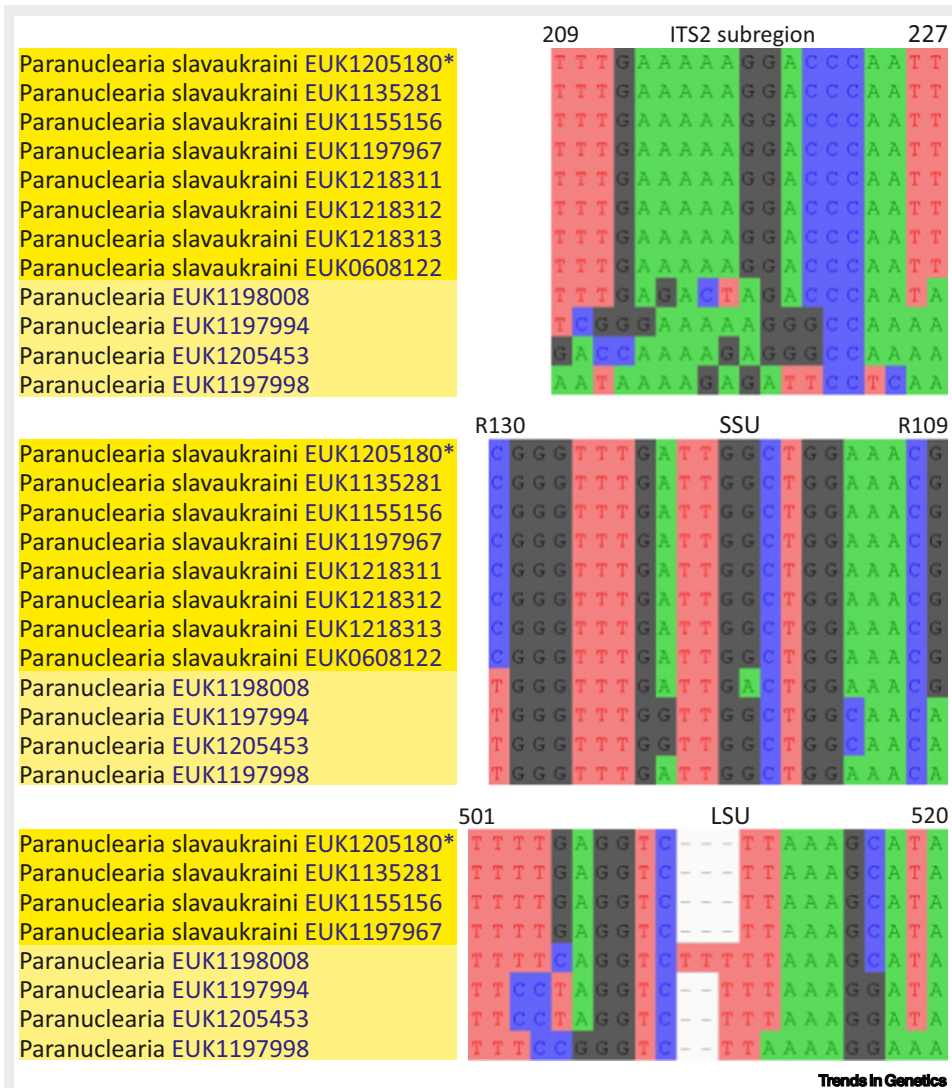 209 ITS2 subregion 227
Paranuclearia slavaukraini EUK1205180* T T T G A A A A A G G A C C C A A T T
Paranuclearia slavaukraini EUK1135281 T T T G A A A A A G G A C C C A A T T
Paranuclearia slavaukraini EUK1155156 T T T G A A A A A G G A C C C A A T T
Paranuclearia slavaukraini EUK1197967 T T T G A A A A A G G A C C C A A T T
Paranuclearia slavaukraini EUK1218311 T T T G A A A A A G G A C C C A A T T
Paranuclearia slavaukraini EUK1218312 T T T G A A A A A G G A C C C A A T T
Paranuclearia slavaukraini EUK1218313 T T T G A A A A A G G A C C C A A T T
Paranuclearia slavaukraini EUK0608122 T T T G A A A A A G G A C C C A A T T
Paranuclearia EUK1198008 T T T G A G A C T A G A C C C A A T A
Paranuclearia EUK1197994 T C G G G A A A A A G G G C C A A A A
Paranuclearia EUK1205453 G A C C A A A A G A G G G C C A A A A
Paranuclearia EUK1197998 A A T A A A A G A G A T T C C T C A A
R130 SSU R109
Paranuclearia slavaukraini EUK1205180* C G G G T T T G A T T G G C T G G A A A C G
Paranuclearia slavaukraini EUK1135281 C G G G T T T G A T T G G C T G G A A A C G
Paranuclearia slavaukraini EUK1155156 C G G G T T T G A T T G G C T G G A A A C G
Paranuclearia slavaukraini EUK1197967 C G G G T T T G A T T G G C T G G A A A C G
Paranuclearia slavaukraini EUK1218311 C G G G T T T G A T T G G C T G G A A A C G
Paranuclearia slavaukraini EUK1218312 C G G G T T T G A T T G G C T G G A A A C G
Paranuclearia slavaukraini EUK1218313 C G G G T T T G A T T G G C T G G A A A C G
Paranuclearia slavaukraini EUK0608122 C G G G T T T G A T T G G C T G G A A A C G
Paranuclearia EUK1198008 T G G G T T T G A T T G A C T G G A A A C G
Paranuclearia EUK1197994 T G G G T T T G G T T G G C T G G C A A C A
Paranuclearia EUK1205453 T G G G T T T G G T T G G C T G G C A A C A
Paranuclearia EUK1197998 T G G G T T T G A T T G G C T G G A A A C A
501 LSU 520
Paranuclearia slavaukraini EUK1205180* T T T T G A G G T C - - - T T A A A G C A T A
Paranuclearia slavaukraini EUK1135281 T T T T G A G G T C - - - T T A A A G C A T A
Paranuclearia slavaukraini EUK1155156 T T T T G A G G T C - - - T T A A A G C A T A
Paranuclearia slavaukraini EUK1197967 T T T T G A G G T C - - - T T A A A G C A T A
Paranuclearia EUK1198008 T T T T C A G G T C T T T T T A A A G C A T A
Paranuclearia EUK1197994 T T C C T A G G T C - - T T T A A A G G A T A
Paranuclearia EUK1205453 T T C C T A G G T C - - T T T A A A G G A T A
Paranuclearia EUK1197998 T T T C C G G G T C - - T T A A A A G G A A A
Trends in Genetics